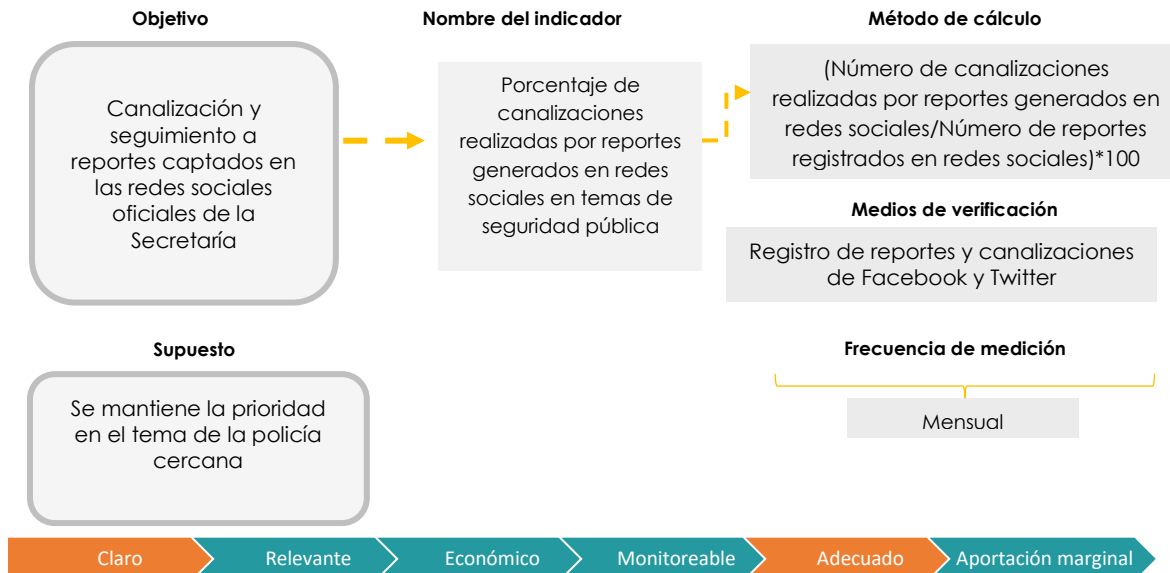 Objetivo
Canalización y
seguimiento a
reportes captados en
las redes sociales
oficiales de la
Secretaría
Nombre del indicador
Porcentaje de
canalizaciones
realizadas por reportes
generados en redes
sociales en temas de
seguridad pública
Método de cálculo
(Número de canalizaciones
realizadas por reportes generados en
redes sociales/Número de reportes
registrados en redes sociales)*100
Medios de verificación
Registro de reportes y canalizaciones
de Facebook y Twitter
Supuesto
Se mantiene la prioridad
en el tema de la policía
cercana
Frecuencia de medición
Mensual
Claro
Relevante
Económico
Monitoreable
Adecuado
Aportación marginal